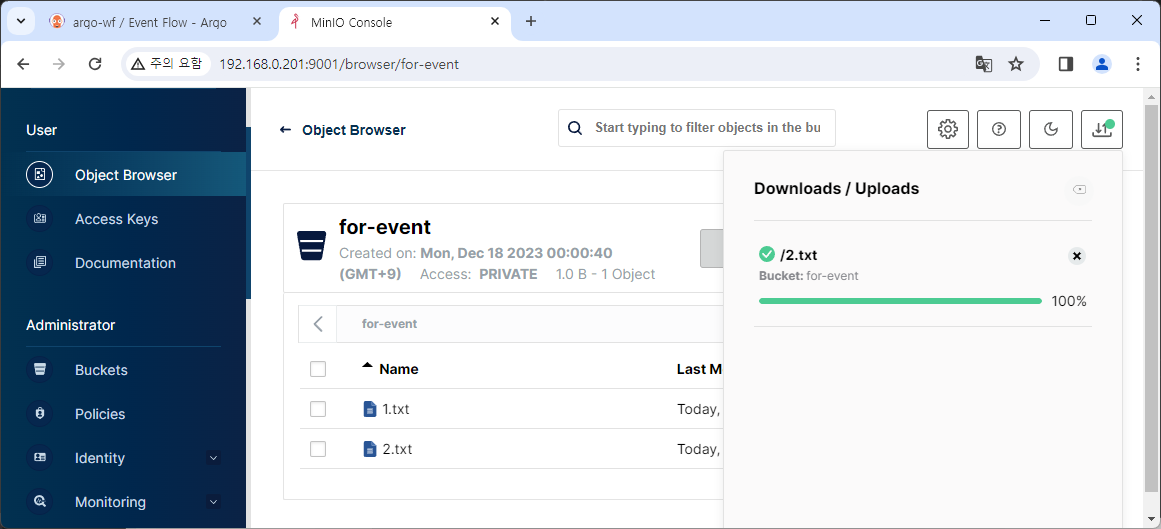 argo-wf / Event Flow - Argo
MinIO Console
주의 요함
192.168.0.201:9001/browser/for-event
User
Object Browser
Access Keys
Documentation
Administrator
Buckets
Policies
Identity
Monitoring
Object Browser
Start typing to filter objects in the bu
for-event
Created on: Mon, Dec 18 2023 00:00:40
(GMT+9) Access: PRIVATE 1.0 B - 1 Object
for-event
Name Last M
1.txt Today,
2.txt Today,
Downloads / Uploads
/2.txt
Bucket: for-event
100%